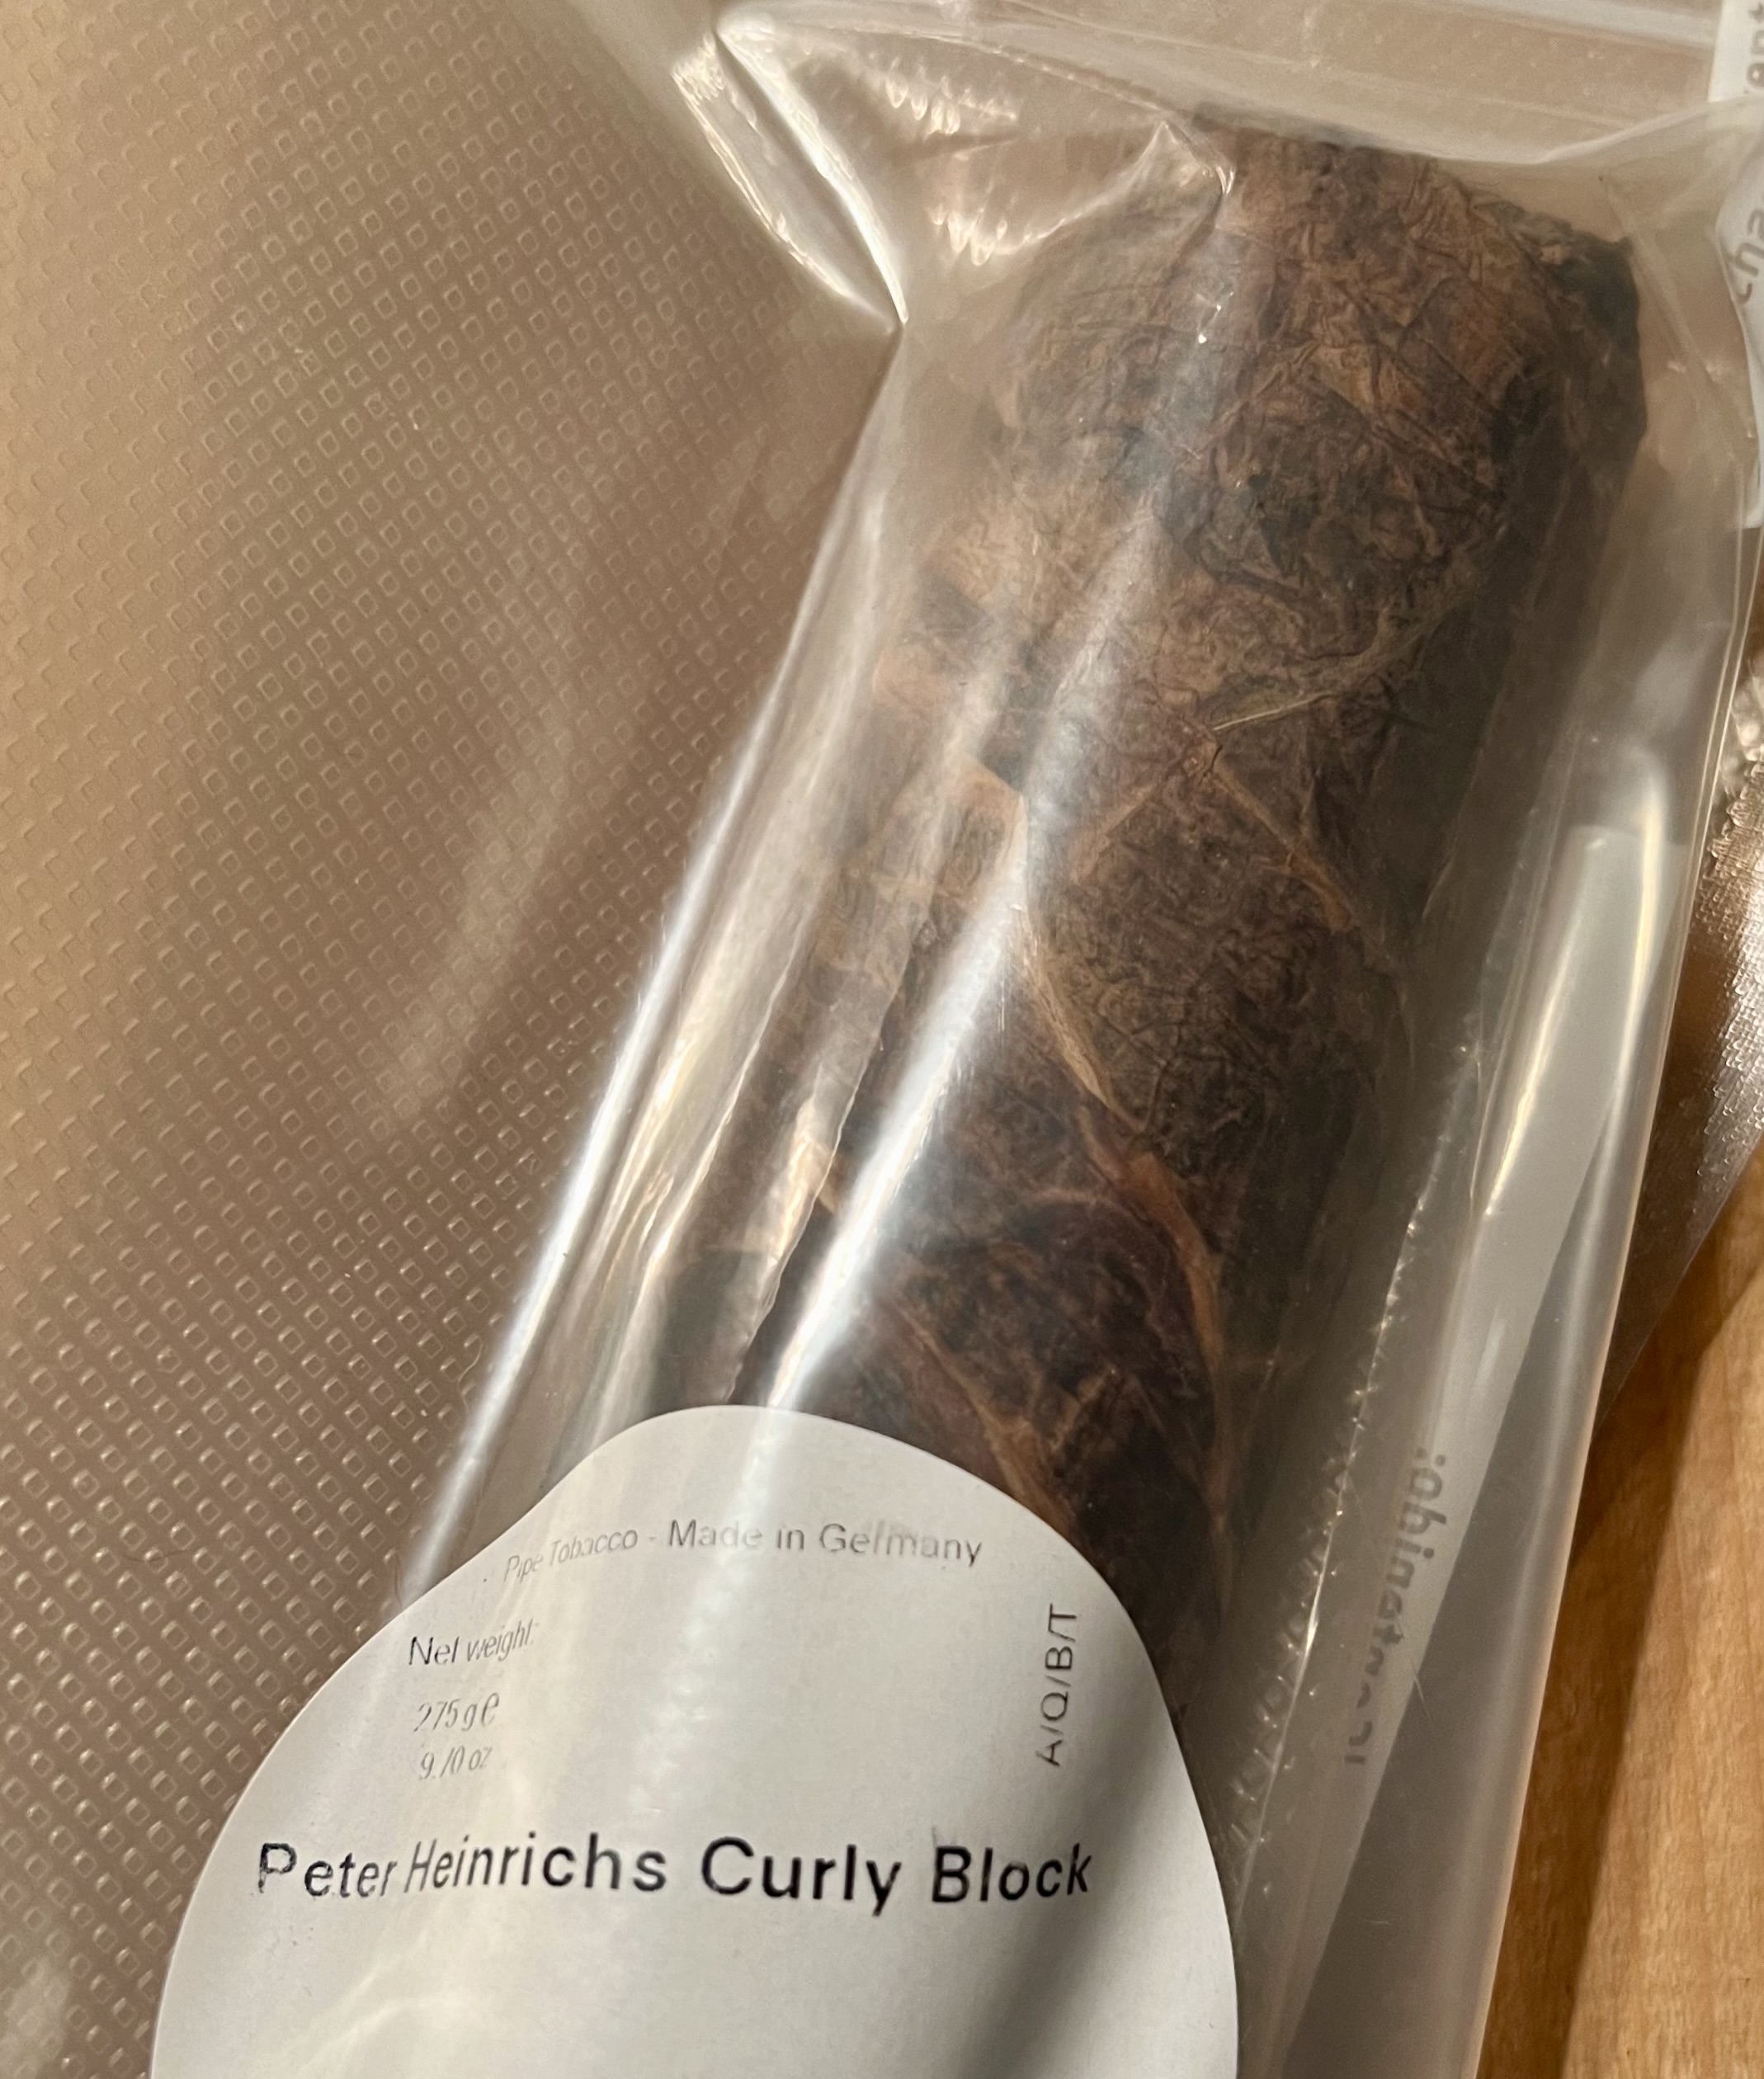 Pipe Tobacco - Made in Germany
Net weight:
275 g e
9.70 oz
A/Q/B/T
Peter Heinrichs Curly Block